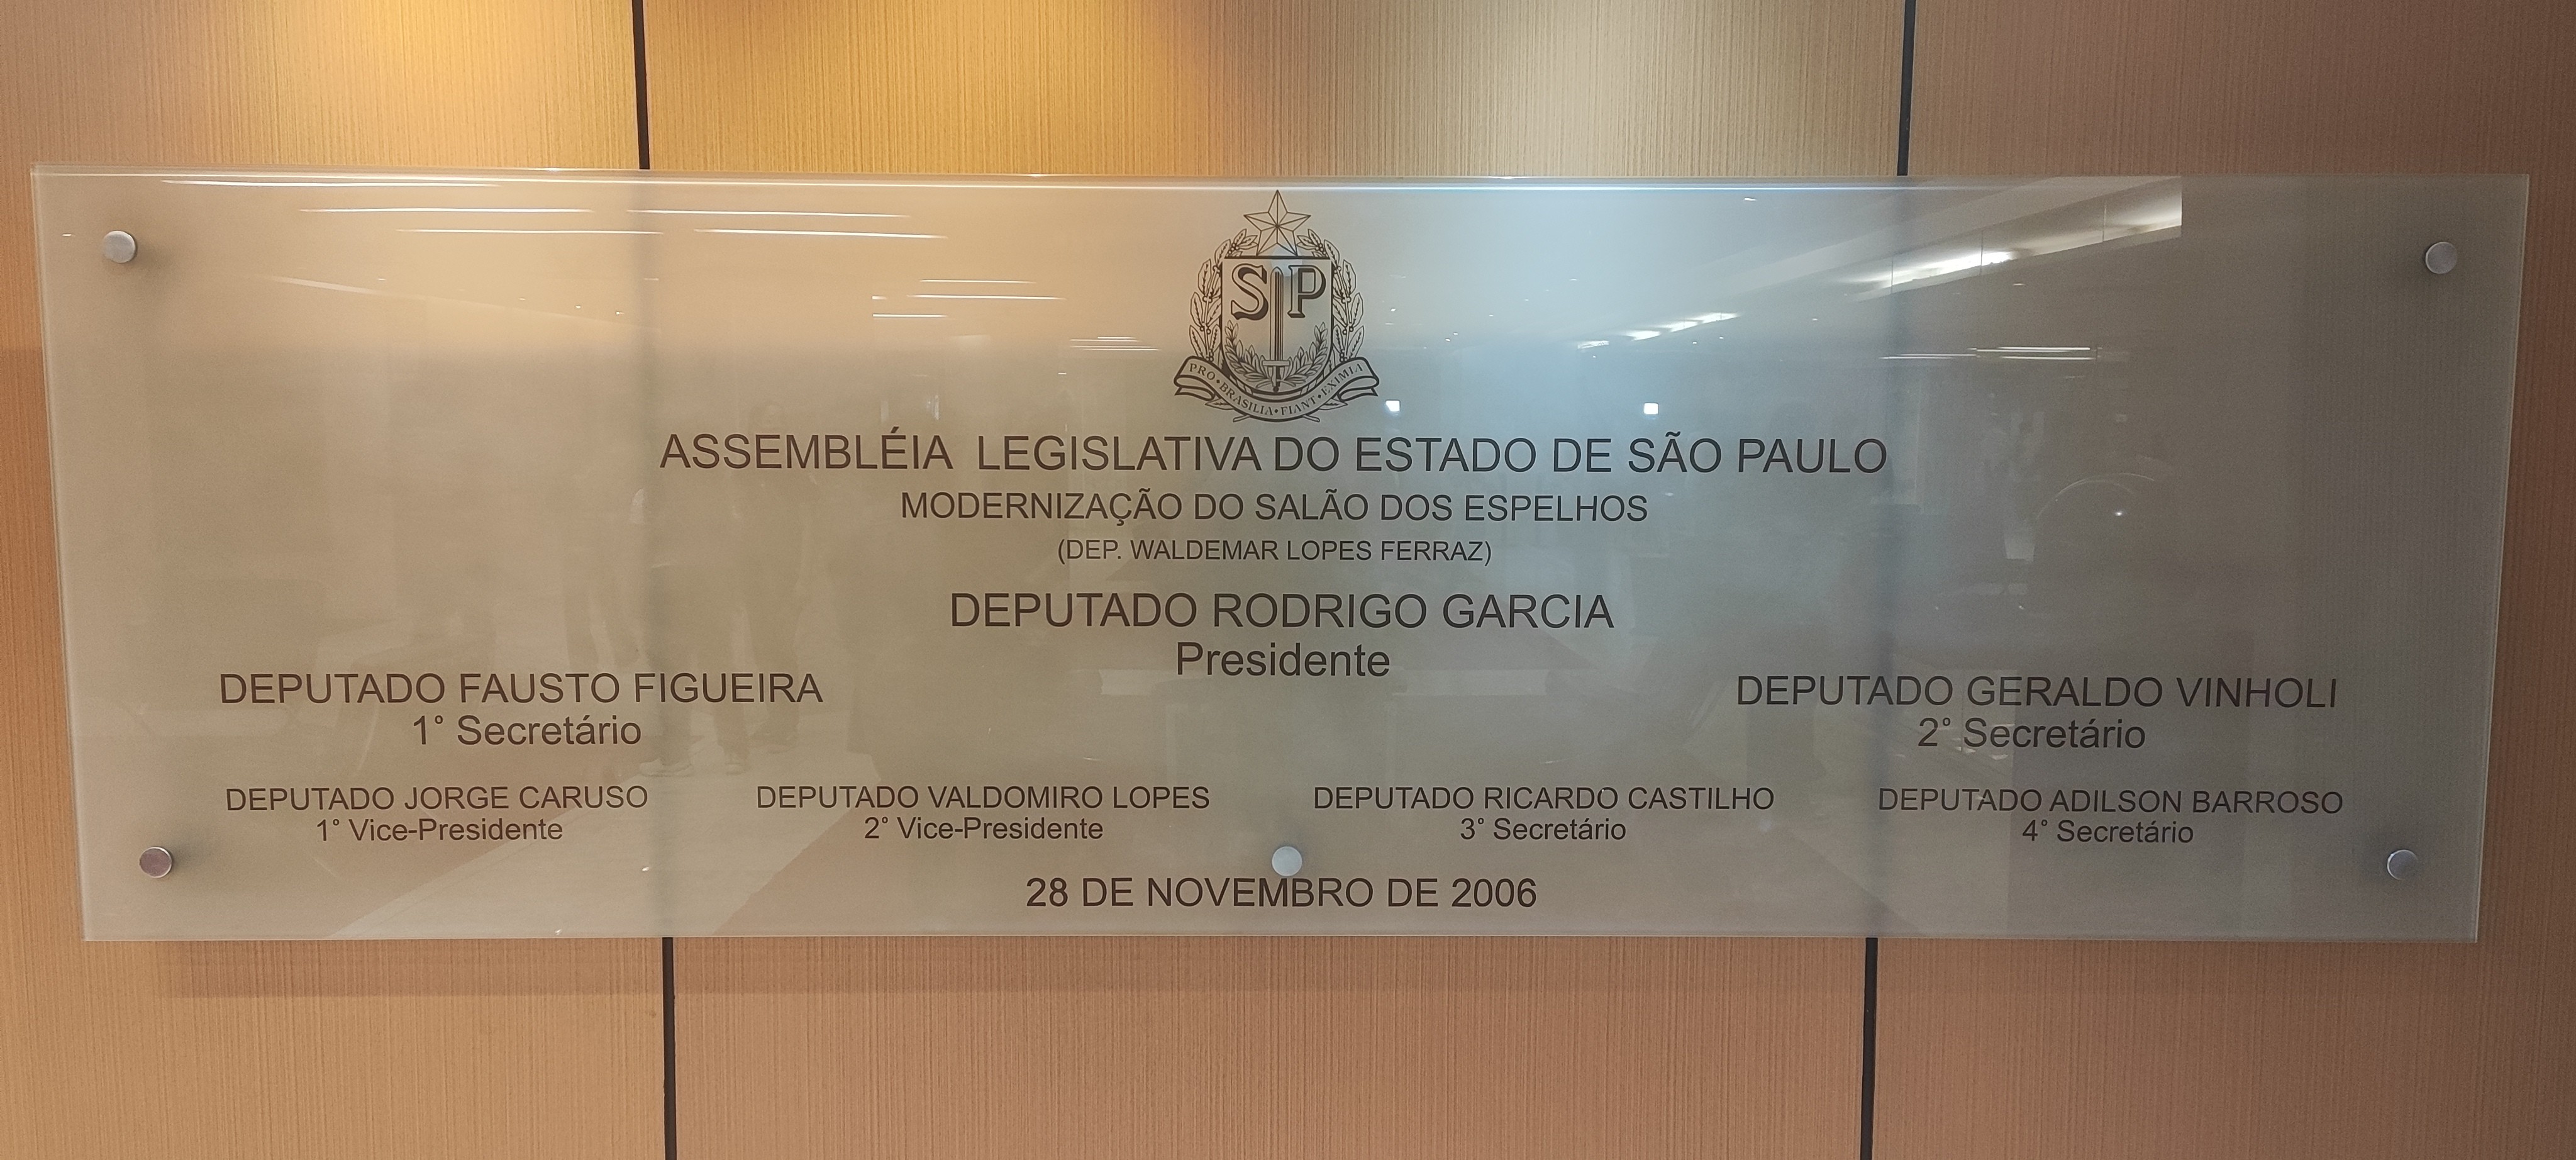 SP
PRO•BRASILIA•FIANT•EXIMIA
ASSEMBLÉIA LEGISLATIVA DO ESTADO DE SÃO PAULO
MODERNIZAÇÃO DO SALÃO DOS ESPELHOS
(DEP. WALDEMAR LOPES FERRAZ)
DEPUTADO RODRIGO GARCIA
Presidente
DEPUTADO FAUSTO FIGUEIRA
1° Secretário
DEPUTADO GERALDO VINHOLI
2° Secretário
DEPUTADO JORGE CARUSO
1° Vice-Presidente
DEPUTADO VALDOMIRO LOPES
2° Vice-Presidente
DEPUTADO RICARDO CASTILHO
3° Secretário
DEPUTADO ADILSON BARROSO
4° Secretário
28 DE NOVEMBRO DE 2006